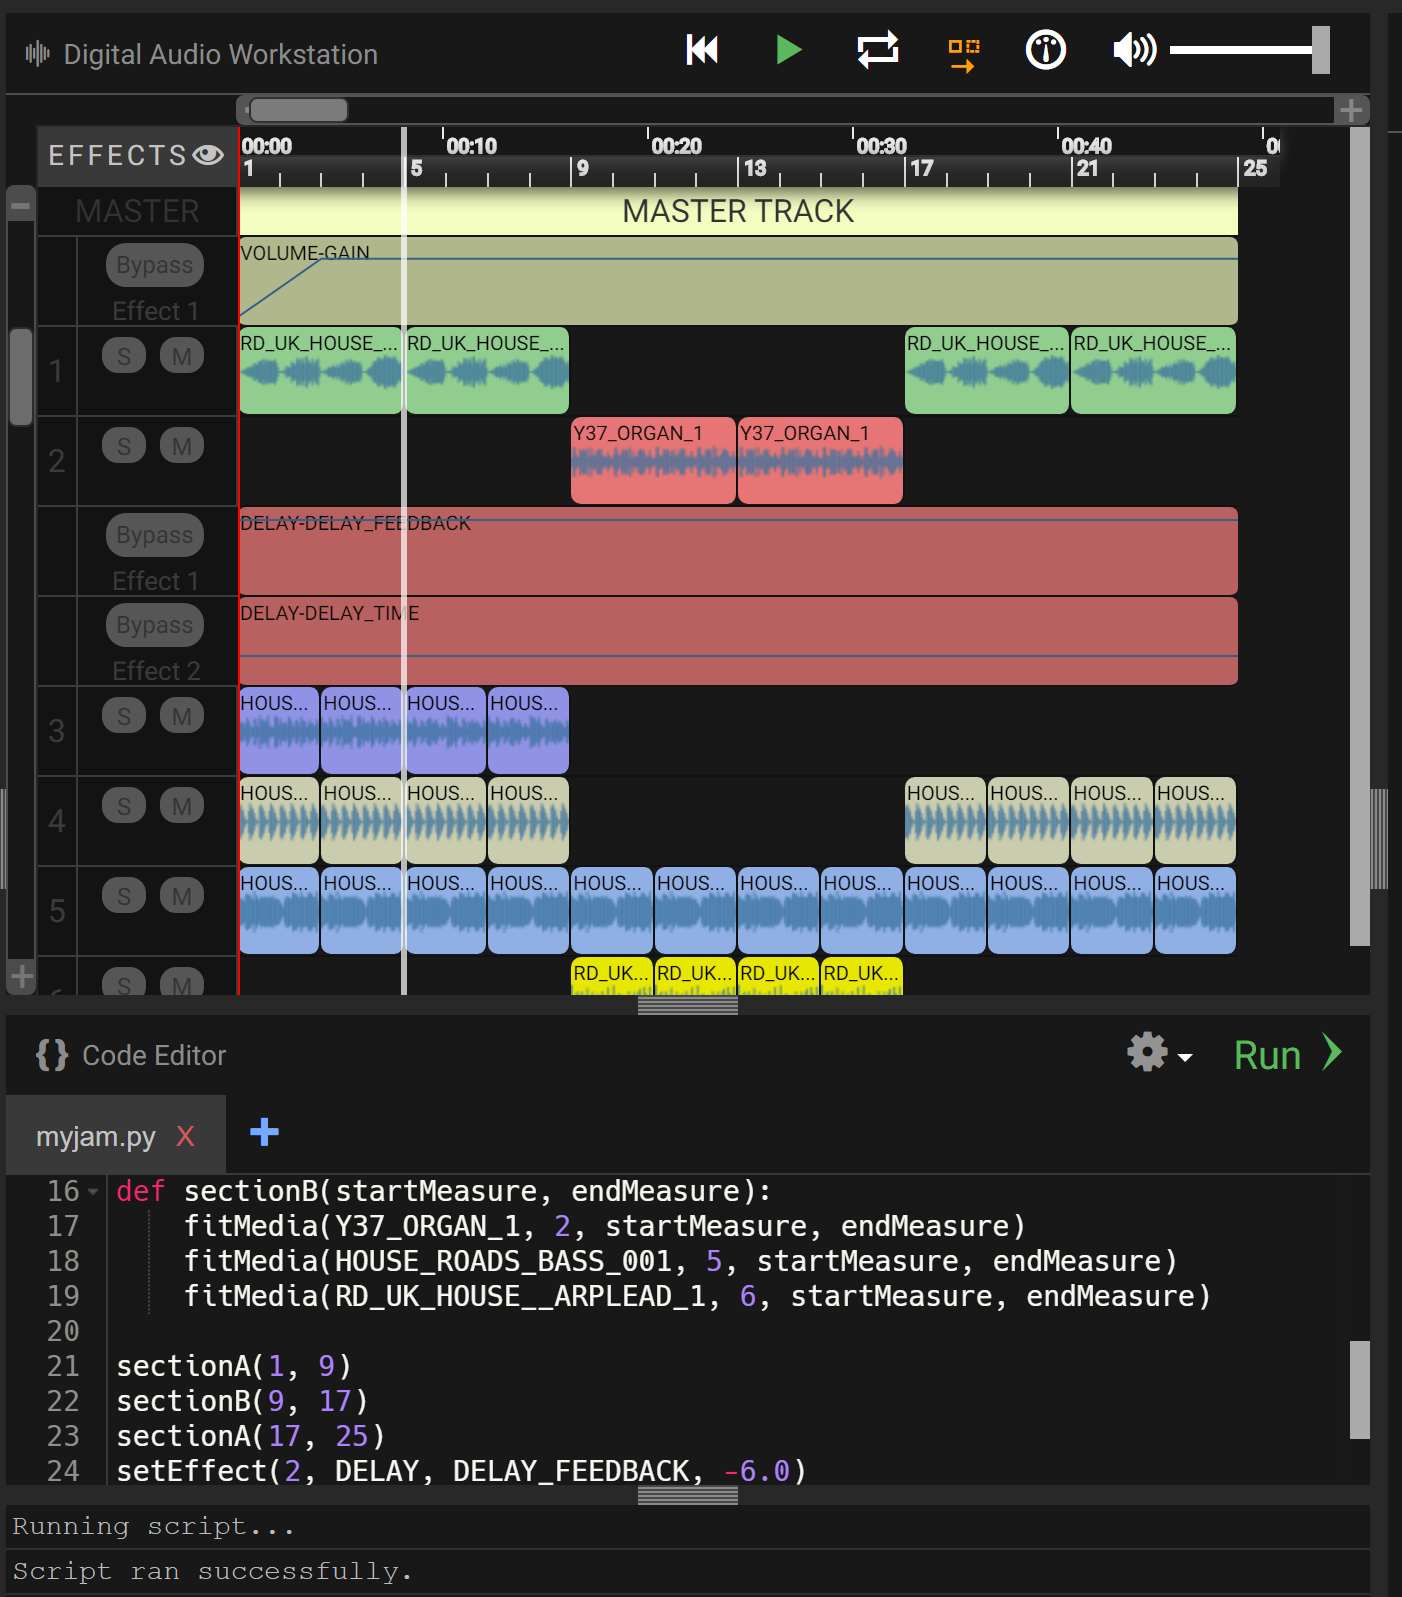 Digital Audio Workstation
EFFECTS
00:00 00:10 00:20 00:30 00:40
1 5 9 13 17 21 25
MASTER MASTER TRACK
VOLUME-GAIN
Bypass
Effect 1
1 S M RD_UK_HOUSE_... RD_UK_HOUSE_... RD_UK_HOUSE_... RD_UK_HOUSE_...
2 S M Y37_ORGAN_1 Y37_ORGAN_1
DELAY-DELAY_FEEDBACK
Bypass
Effect 1
DELAY-DELAY_TIME
Bypass
Effect 2
3 S M HOUS... HOUS... HOUS... HOUS...
4 S M HOUS... HOUS... HOUS... HOUS... HOUS... HOUS... HOUS... HOUS...
5 S M HOUS... HOUS... HOUS... HOUS... HOUS... HOUS... HOUS... HOUS... HOUS... HOUS... HOUS... HOUS...
S M RD_UK... RD_UK... RD_UK... RD_UK...
{} Code Editor Run
myjam.py X
16 def sectionB(startMeasure, endMeasure):
17 fitMedia(Y37_ORGAN_1, 2, startMeasure, endMeasure)
18 fitMedia(HOUSE_ROADS_BASS_001, 5, startMeasure, endMeasure)
19 fitMedia(RD_UK_HOUSE__ARPLEAD_1, 6, startMeasure, endMeasure)
20
21 sectionA(1, 9)
22 sectionB(9, 17)
23 sectionA(17, 25)
24 setEffect(2, DELAY, DELAY_FEEDBACK, -6.0)
Running script...
Script ran successfully.